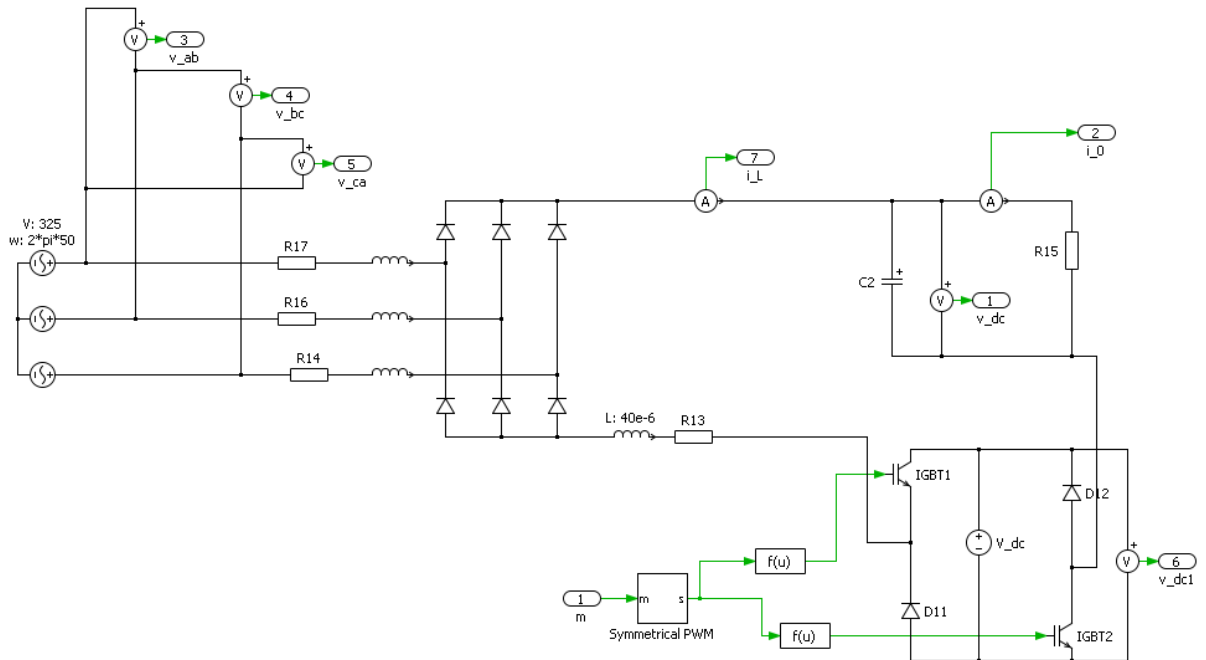 V
3
v_ab
V
4
v_bc
V
5
v_ca
7
i_L
2
i_0
V: 325
w: 2*pi*50
A
A
R17
R15
C2
V
1
v_dc
R16
R14
L: 40e-6
R13
IGBT1
D12
V_dc
V
6
v_dc1
f(u)
1
m
m
s
Symmetrical PWM
D11
f(u)
IGBT2